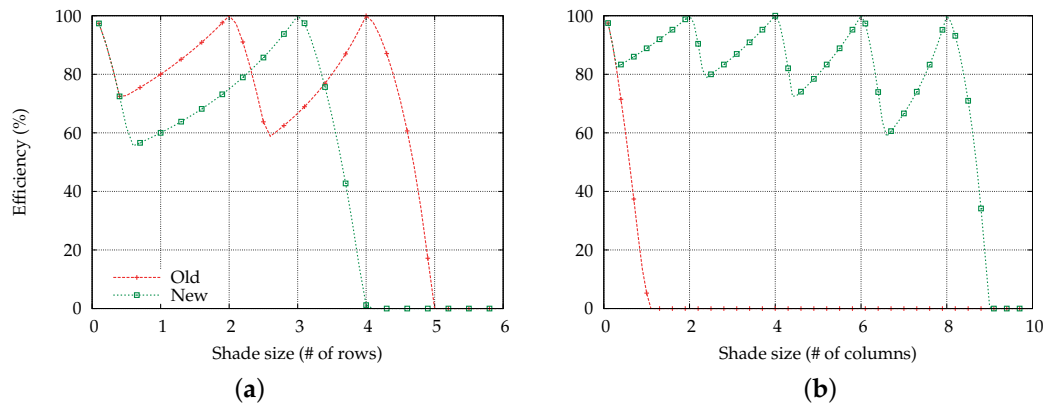 100
80
60
40
20
0
Efficiency (%)
Old
New
0 1 2 3 4 5 6
Shade size (# of rows)
(a)
100
80
60
40
20
0
0 2 4 6 8 10
Shade size (# of columns)
(b)